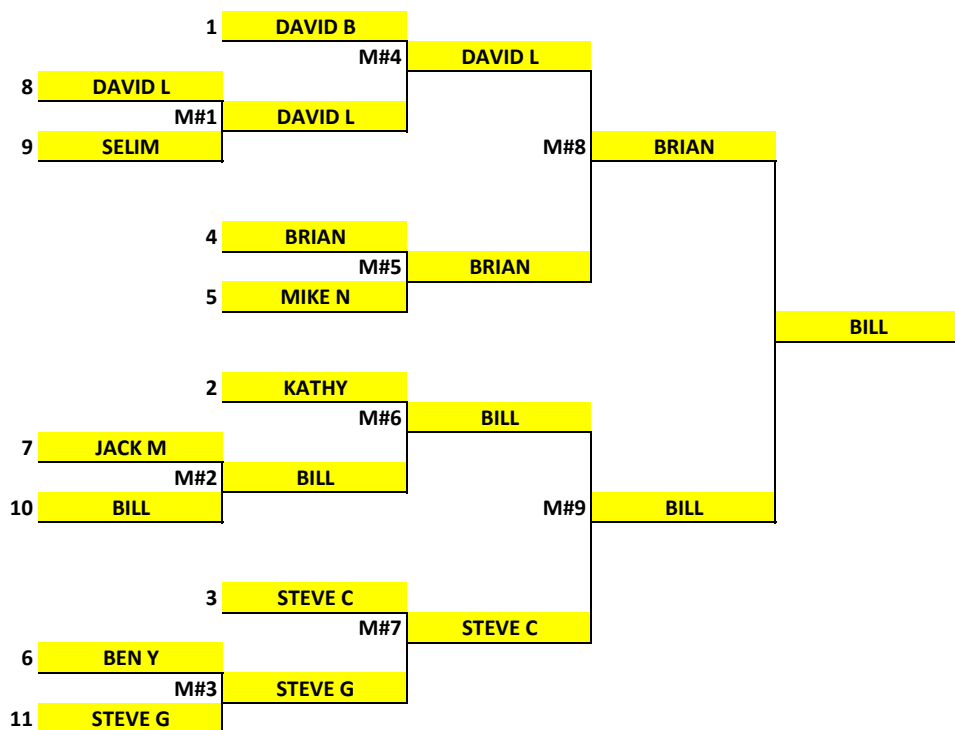 1 DAVID B
M#4 DAVID L
8 DAVID L
M#1 DAVID L
9 SELIM
M#8 BRIAN
4 BRIAN
M#5 BRIAN
5 MIKE N
BILL
2 KATHY
M#6 BILL
7 JACK M
M#2 BILL
10 BILL
M#9 BILL
3 STEVE C
M#7 STEVE C
6 BEN Y
M#3 STEVE G
11 STEVE G